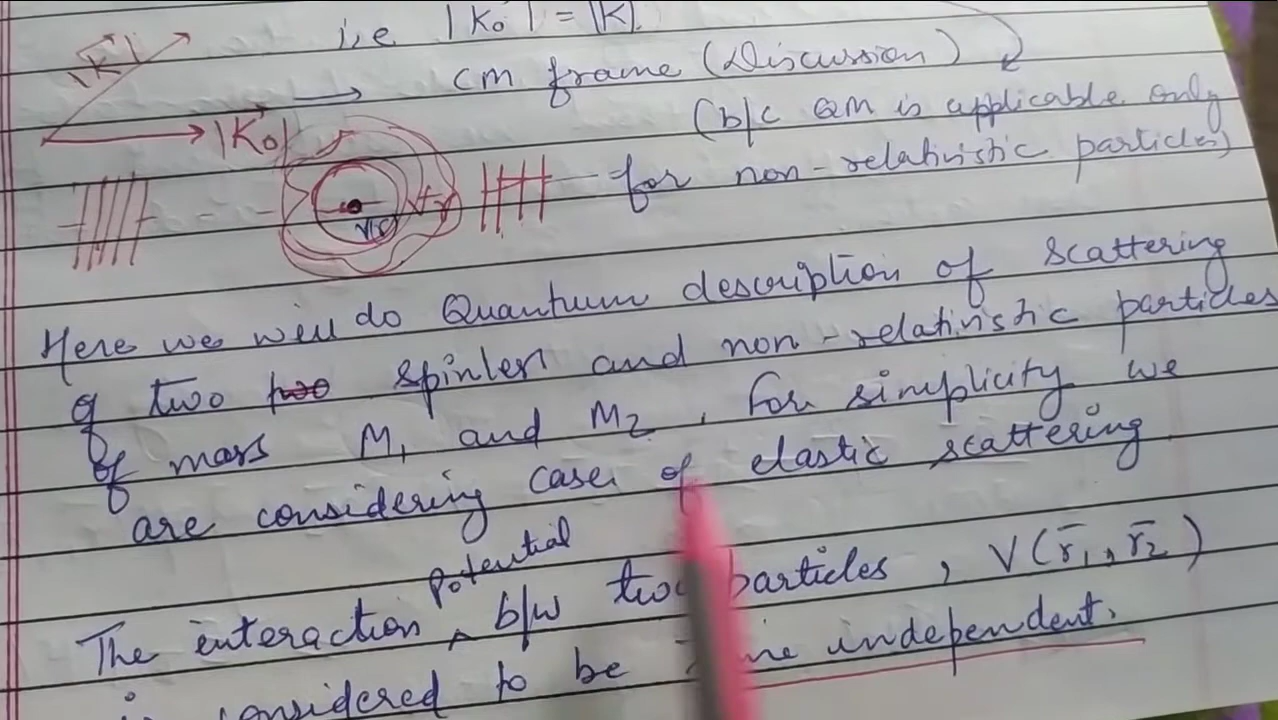 i.e |K₀| = |K|
|K⃗|
→ CM frame (Discussion)
|K⃗₀|
(b/c QM is applicable only
for non-relativistic particles)
V(r)
Here we will do Quantum description of scattering
of two spinless and non-relativistic particles
of mass M₁ and M₂. For simplicity we
are considering case of elastic scattering
potential
The interaction ^ b/w two particles, V(r̄₁, r̄₂)
considered to be independent.